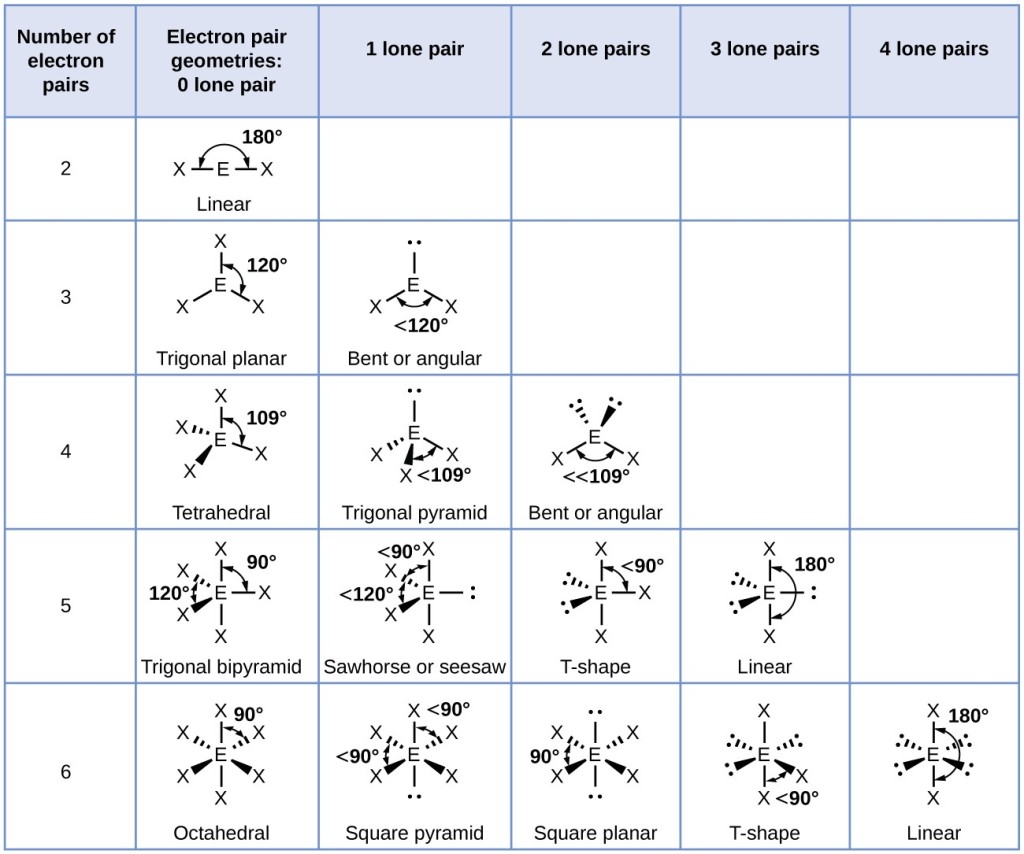 Number of electron pairs
Electron pair geometries: 0 lone pair
1 lone pair
2 lone pairs
3 lone pairs
4 lone pairs
2
180°
X E X
Linear
3
X
120°
E
X X
Trigonal planar
:
E
X X
<120°
Bent or angular
4
X
109°
X
E
X
X
Tetrahedral
:
E
X X
X <109°
Trigonal pyramid
: :
E
X X
<<109°
Bent or angular
5
X
90°
X
120° E X
X
X
Trigonal bipyramid
<90° X
X
<120° E :
X
X
Sawhorse or seesaw
X
<90°
: E X
:
X
T-shape
X
180°
: E :
:
X
Linear
6
X 90°
X X
E
X X
X
Octahedral
X <90°
X X
<90° E
X X
:
Square pyramid
:
X X
90° E
X X
:
Square planar
X
: :
E
: X
X <90°
T-shape
X 180°
: :
E
: :
X
Linear